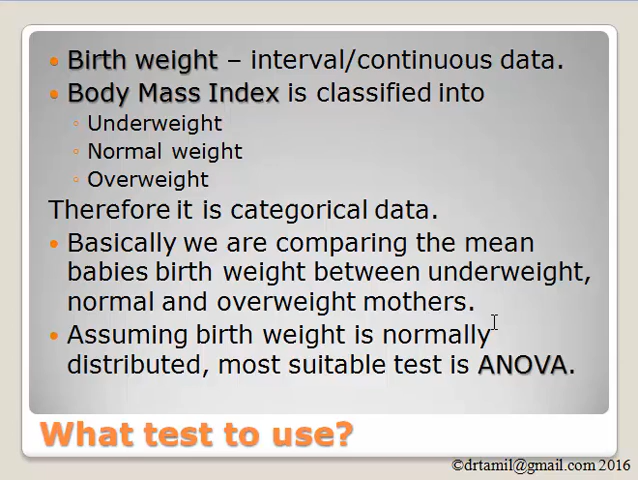 Birth weight – interval/continuous data.
Body Mass Index is classified into
Underweight
Normal weight
Overweight
Therefore it is categorical data.
Basically we are comparing the mean
babies birth weight between underweight,
normal and overweight mothers.
Assuming birth weight is normally
distributed, most suitable test is ANOVA.
What test to use?
©drtamil@gmail.com 2016